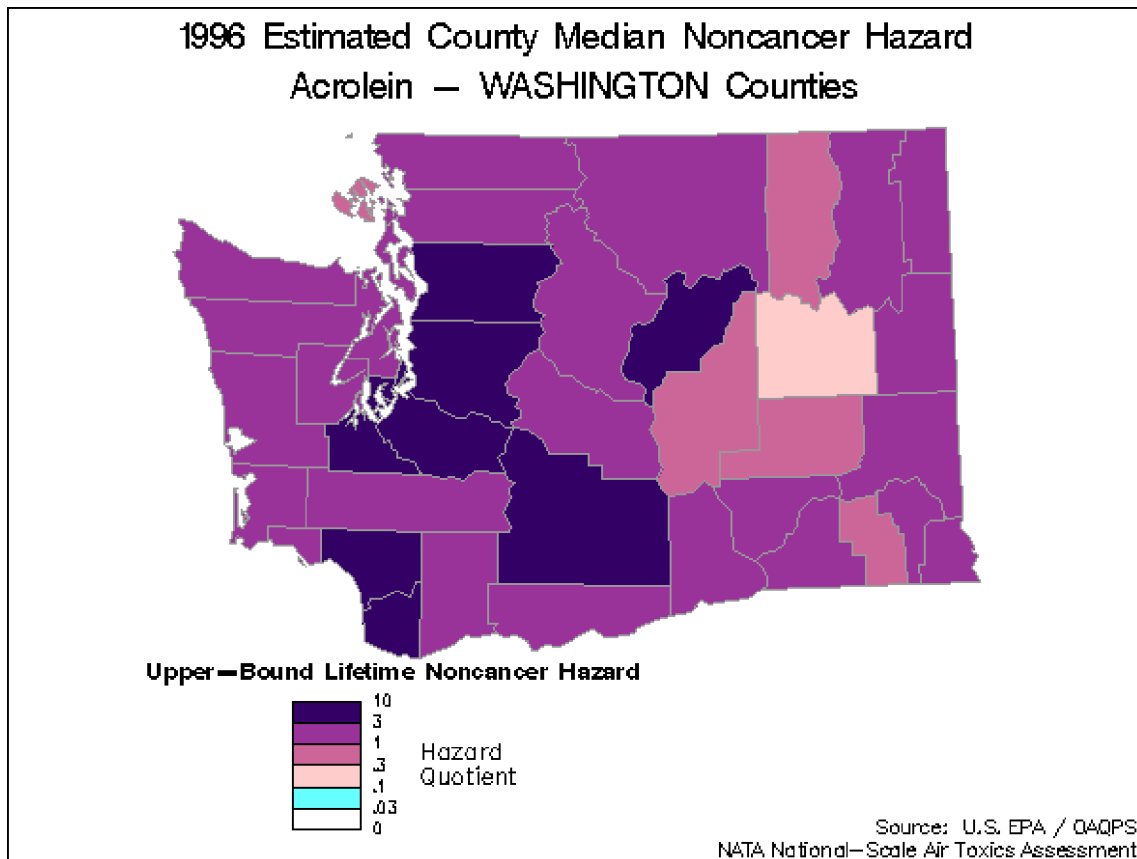 1996 Estimated County Median Noncancer Hazard
Acrolein – WASHINGTON Counties
Upper–Bound Lifetime Noncancer Hazard
10
3
1
.3
.1
.03
0
Hazard
Quotient
Source: U.S. EPA / OAQPS
NATA National–Scale Air Toxics Assessment